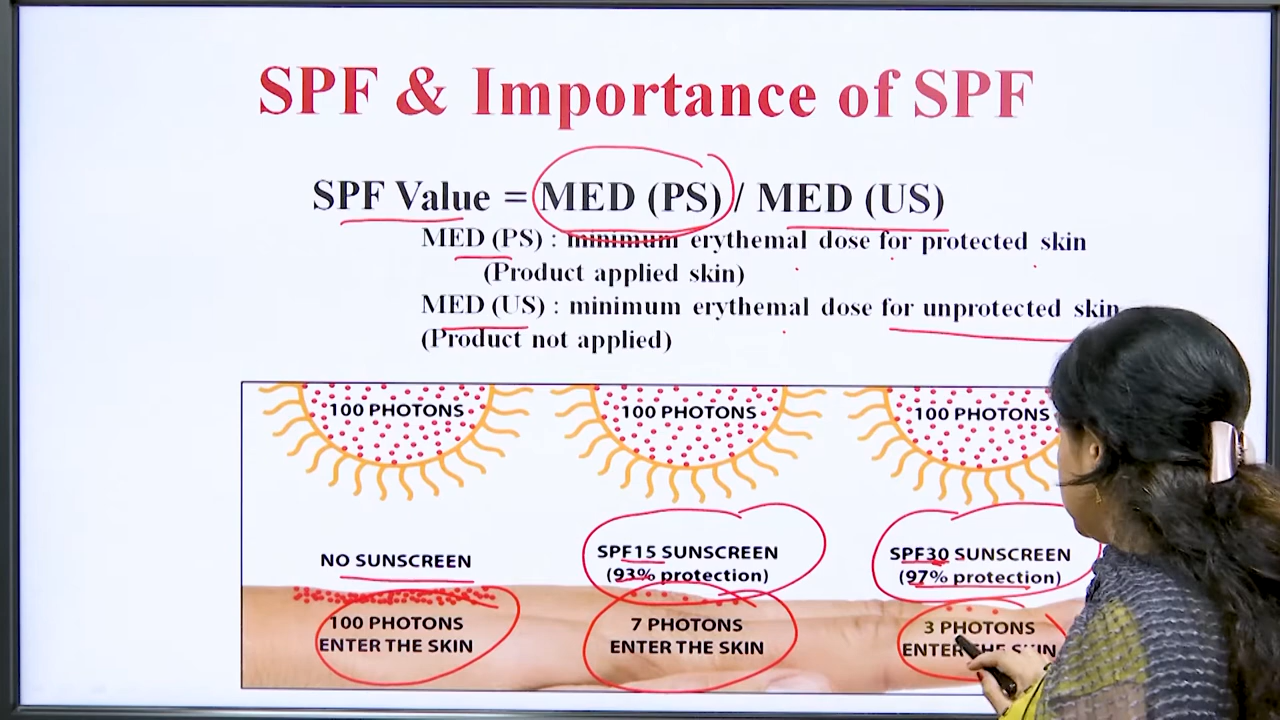 SPF & Importance of SPF
SPF Value = MED (PS) / MED (US)
MED (PS) : minimum erythemal dose for protected skin
(Product applied skin)
MED (US) : minimum erythemal dose for unprotected skin
(Product not applied)
100 PHOTONS
100 PHOTONS
100 PHOTONS
NO SUNSCREEN
SPF15 SUNSCREEN
(93% protection)
SPF30 SUNSCREEN
(97% protection)
100 PHOTONS
ENTER THE SKIN
7 PHOTONS
ENTER THE SKIN
3 PHOTONS
ENTER THE SKIN